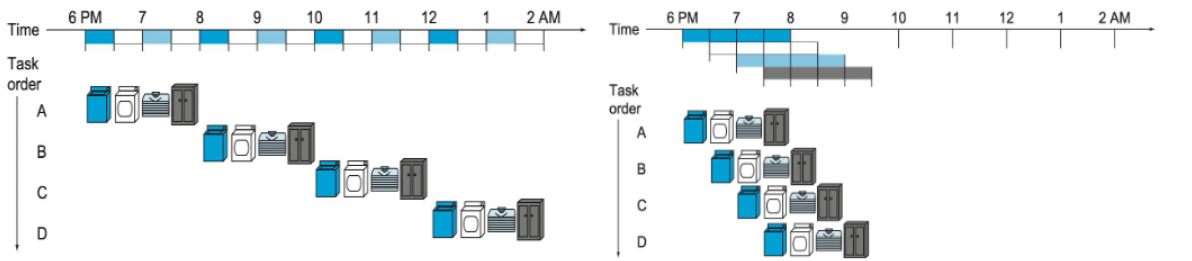 6 PM 7 8 9 10 11 12 1 2 AM
Time
Task
order
A
B
C
D
6 PM 7 8 9 10 11 12 1 2 AM
Time
Task
order
A
B
C
D